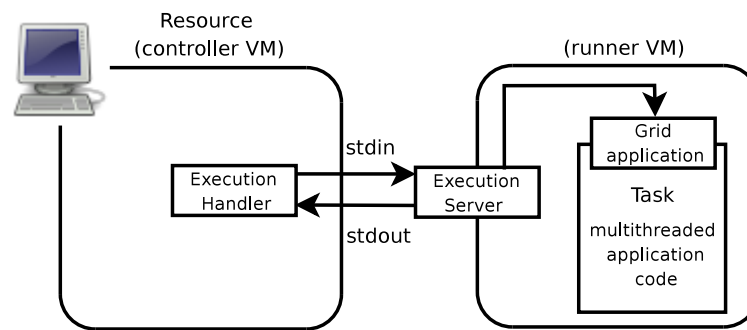 Resource
(controller VM)
(runner VM)
stdin
stdout
Execution
Handler
Execution
Server
Grid
application
Task
multithreaded
application
code